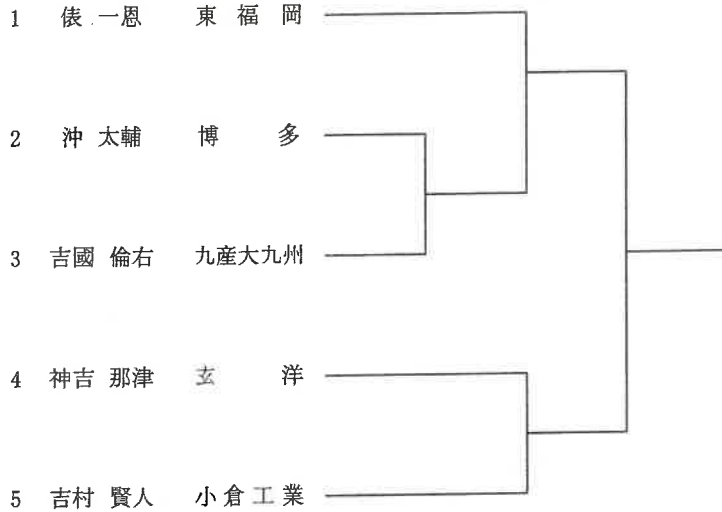 1 俵 一恩 東福岡
2 沖 太輔 博多
3 吉國 倫右 九産大九州
4 神吉 那津 玄洋
5 吉村 賢人 小倉工業